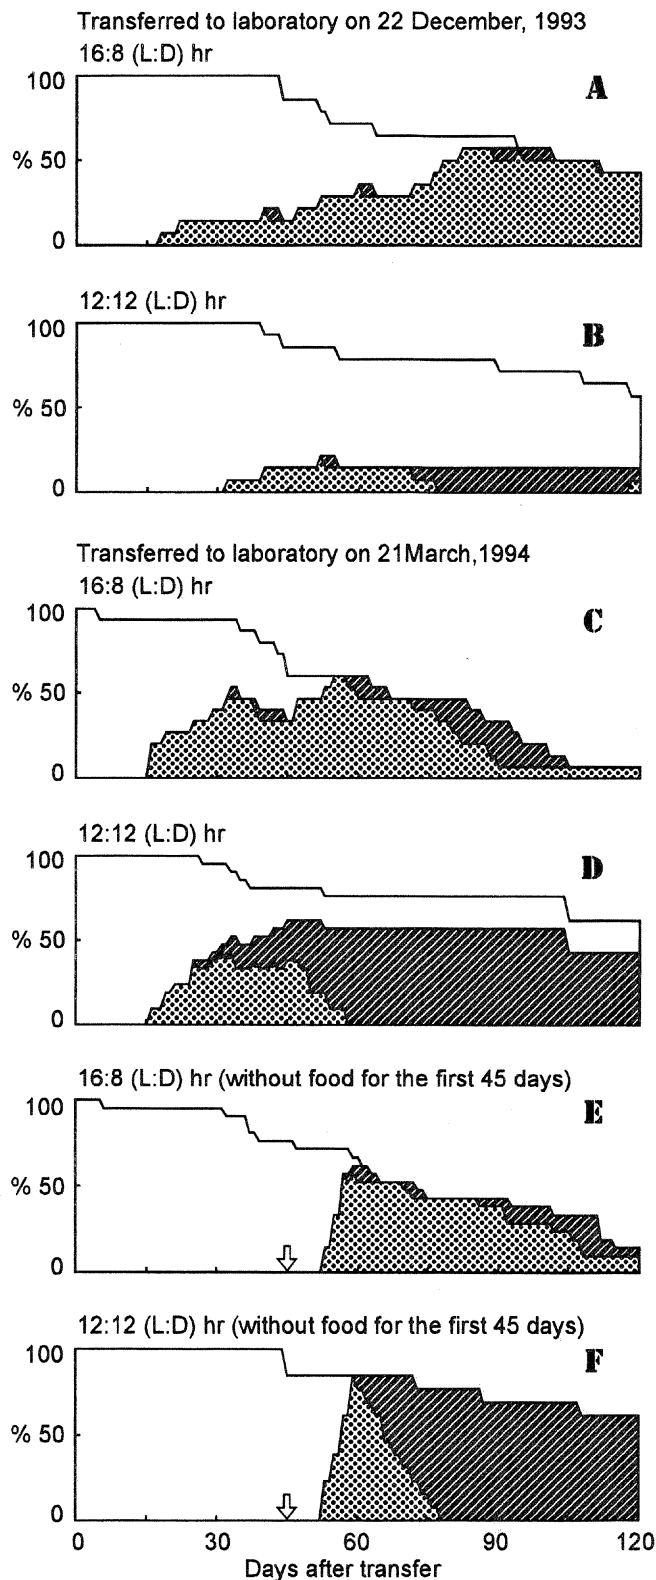 Transferred to laboratory on 22 December, 1993
16:8 (L:D) hr
A
100
% 50
0
12:12 (L:D) hr
B
100
% 50
0
Transferred to laboratory on 21March,1994
16:8 (L:D) hr
C
100
% 50
0
12:12 (L:D) hr
D
100
% 50
0
16:8 (L:D) hr (without food for the first 45 days)
E
100
% 50
0
12:12 (L:D) hr (without food for the first 45 days)
F
100
% 50
0
0 30 60 90 120
Days after transfer